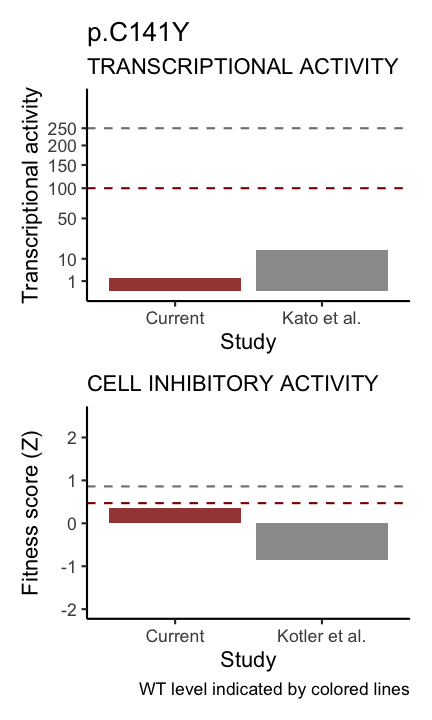 p.C141Y
TRANSCRIPTIONAL ACTIVITY
Transcriptional activity
250
200
150
100
50
10
1
Current
Kato et al.
Study
CELL INHIBITORY ACTIVITY
Fitness score (Z)
2
1
0
-1
-2
Current
Kotler et al.
Study
WT level indicated by colored lines